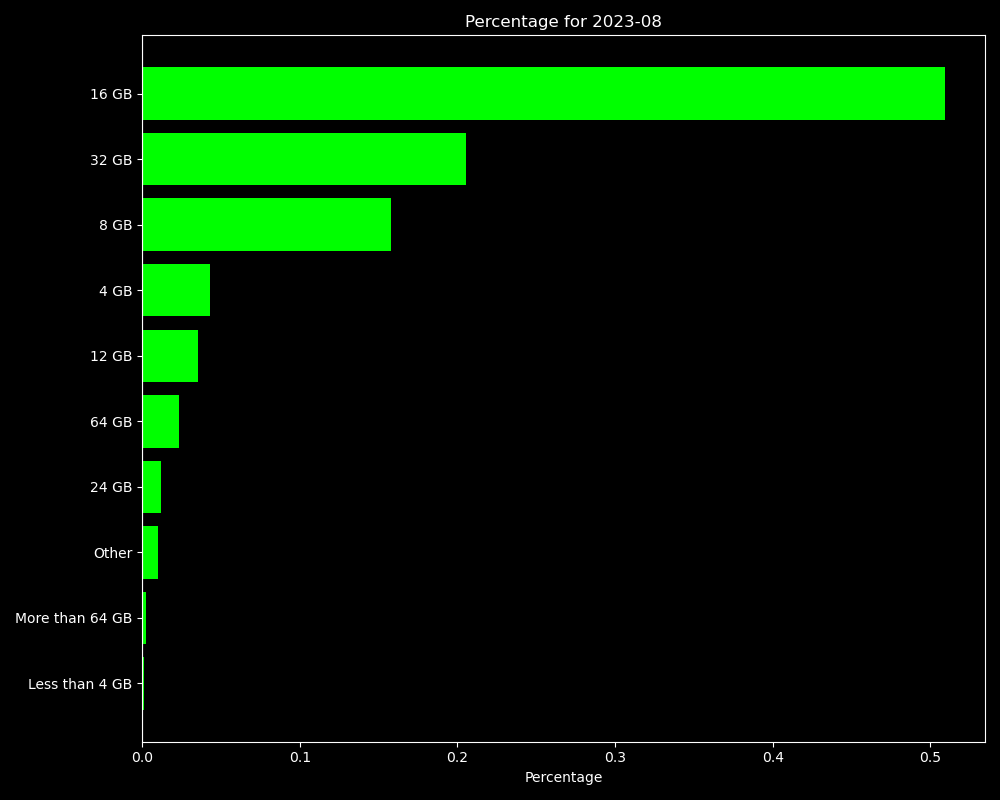 Percentage for 2023-08
16 GB
32 GB
8 GB
4 GB
12 GB
64 GB
24 GB
Other
More than 64 GB
Less than 4 GB
0.0 0.1 0.2 0.3 0.4 0.5
Percentage